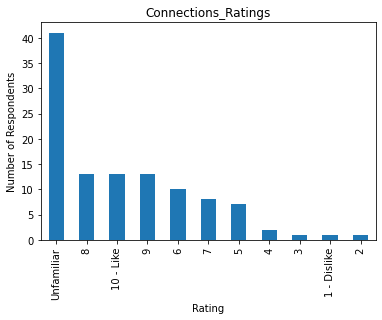 Connections_Ratings
Number of Respondents
40
35
30
25
20
15
10
5
0
Unfamiliar
8
10 - Like
9
6
7
5
4
3
1 - Dislike
2
Rating